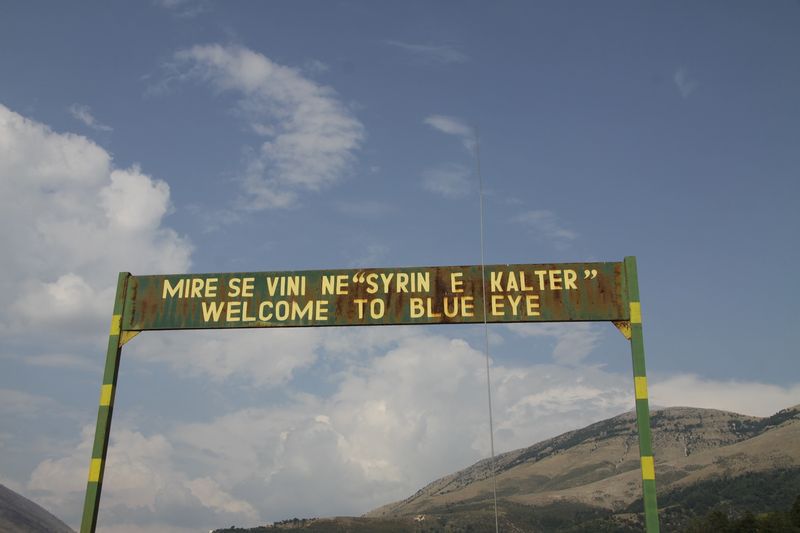 MIRE SE VINI NE “SYRIN E KALTER”
WELCOME TO BLUE EYE